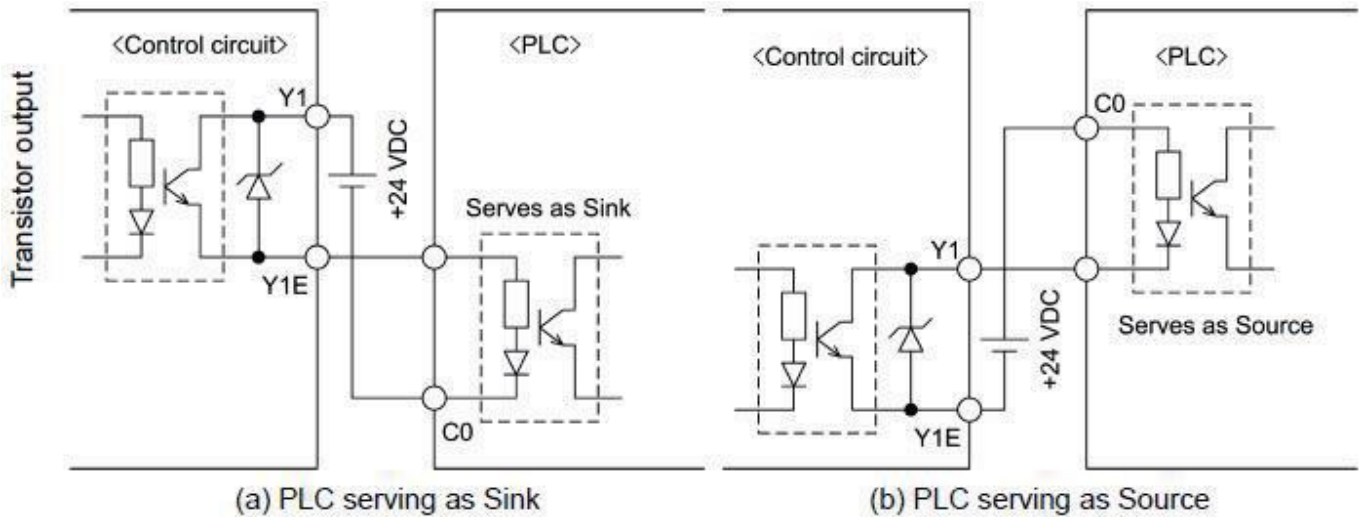 Transistor output
<Control circuit>
<PLC>
Y1
+24 VDC
Serves as Sink
Y1E
C0
(a) PLC serving as Sink
<Control circuit>
<PLC>
C0
Y1
Serves as Source
+24 VDC
Y1E
(b) PLC serving as Source